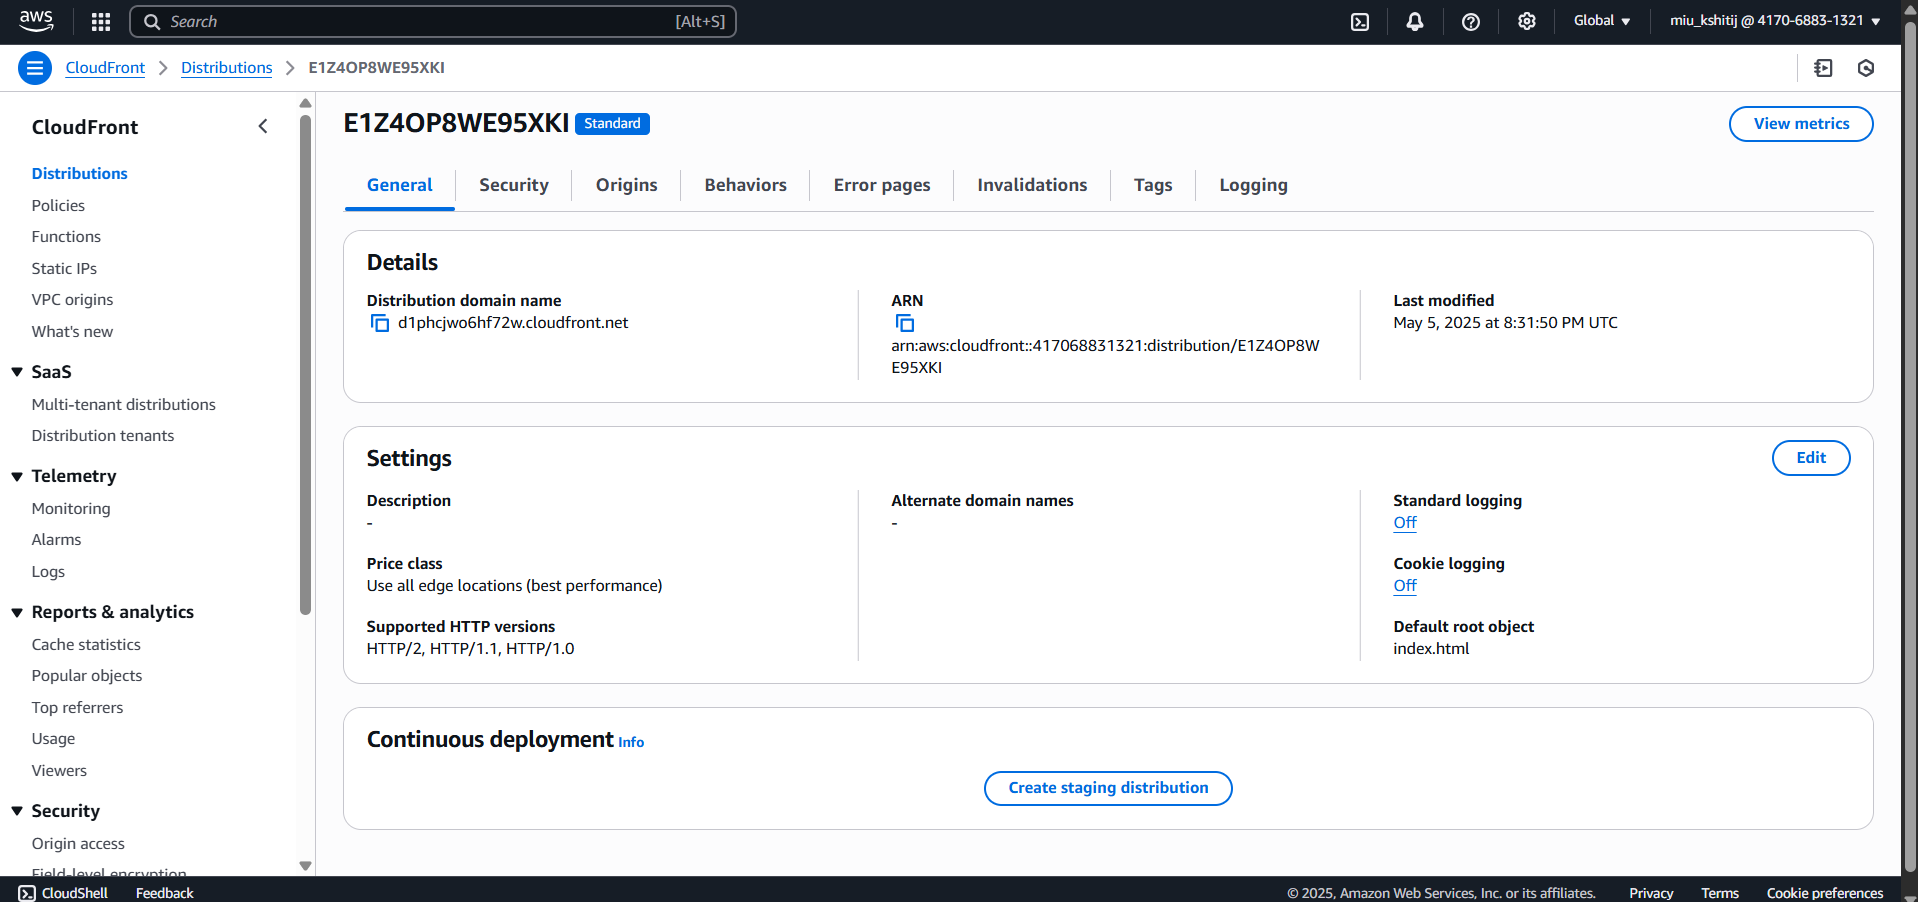 aws
Search [Alt+S]
Global
miu_kshitij @ 4170-6883-1321
CloudFront
Distributions
E1Z4OP8WE95XKI
CloudFront
Distributions
Policies
Functions
Static IPs
VPC origins
What's new
SaaS
Multi-tenant distributions
Distribution tenants
Telemetry
Monitoring
Alarms
Logs
Reports & analytics
Cache statistics
Popular objects
Top referrers
Usage
Viewers
Security
Origin access
Field-level encryption
E1Z4OP8WE95XKI Standard
View metrics
General Security Origins Behaviors Error pages Invalidations Tags Logging
Details
Distribution domain name
d1phcjwo6hf72w.cloudfront.net
ARN
arn:aws:cloudfront::417068831321:distribution/E1Z4OP8W
E95XKI
Last modified
May 5, 2025 at 8:31:50 PM UTC
Settings
Edit
Description
-
Price class
Use all edge locations (best performance)
Supported HTTP versions
HTTP/2, HTTP/1.1, HTTP/1.0
Alternate domain names
-
Standard logging
Off
Cookie logging
Off
Default root object
index.html
Continuous deployment Info
Create staging distribution
CloudShell Feedback
© 2025, Amazon Web Services, Inc. or its affiliates. Privacy Terms Cookie preferences